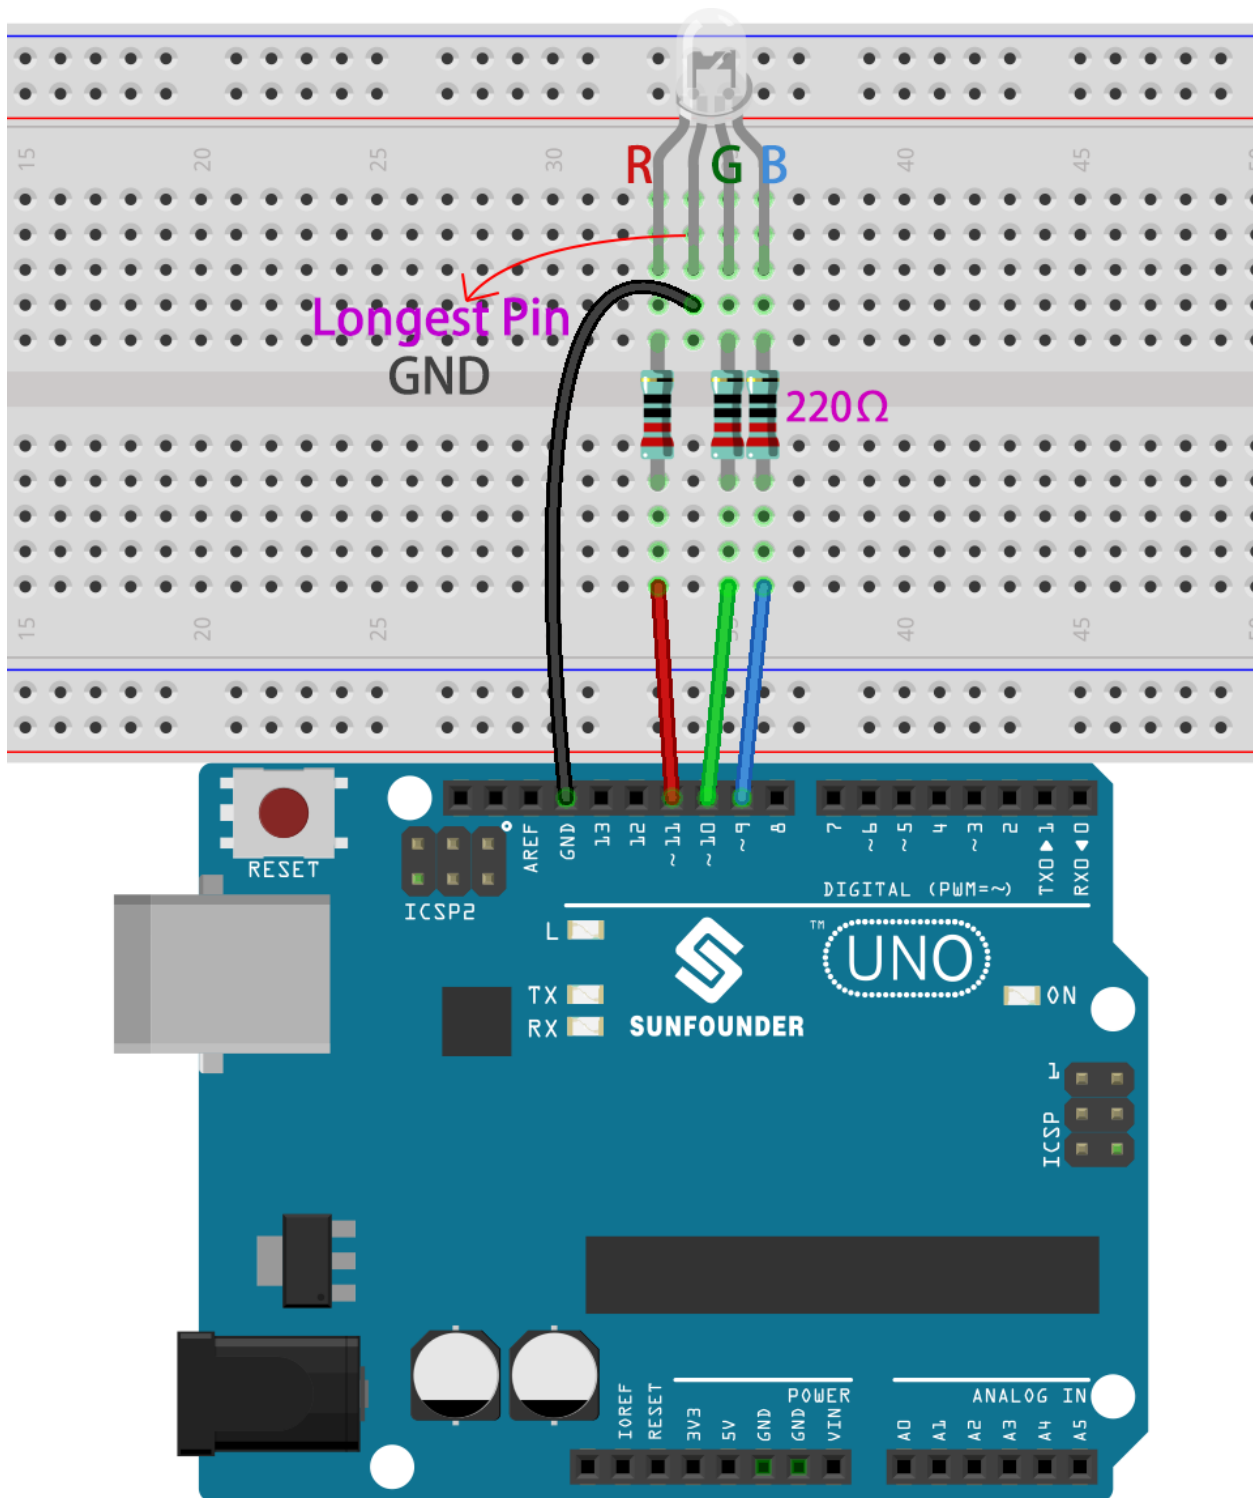 15 20 25 30 40 45
R G B
Longest Pin
GND
220Ω
15 20 25 40 45
RESET
AREF
GND
13
12
~11
~10
~9
8
7
~6
~5
4
~3
2
TX0▶1
RX0◀0
ICSP2
DIGITAL (PWM=~)
L
TX
RX
SUNFOUNDER
™
UNO
ON
1
ICSP
POWER
ANALOG IN
IOREF
RESET
3V3
5V
GND
GND
VIN
A0
A1
A2
A3
A4
A5